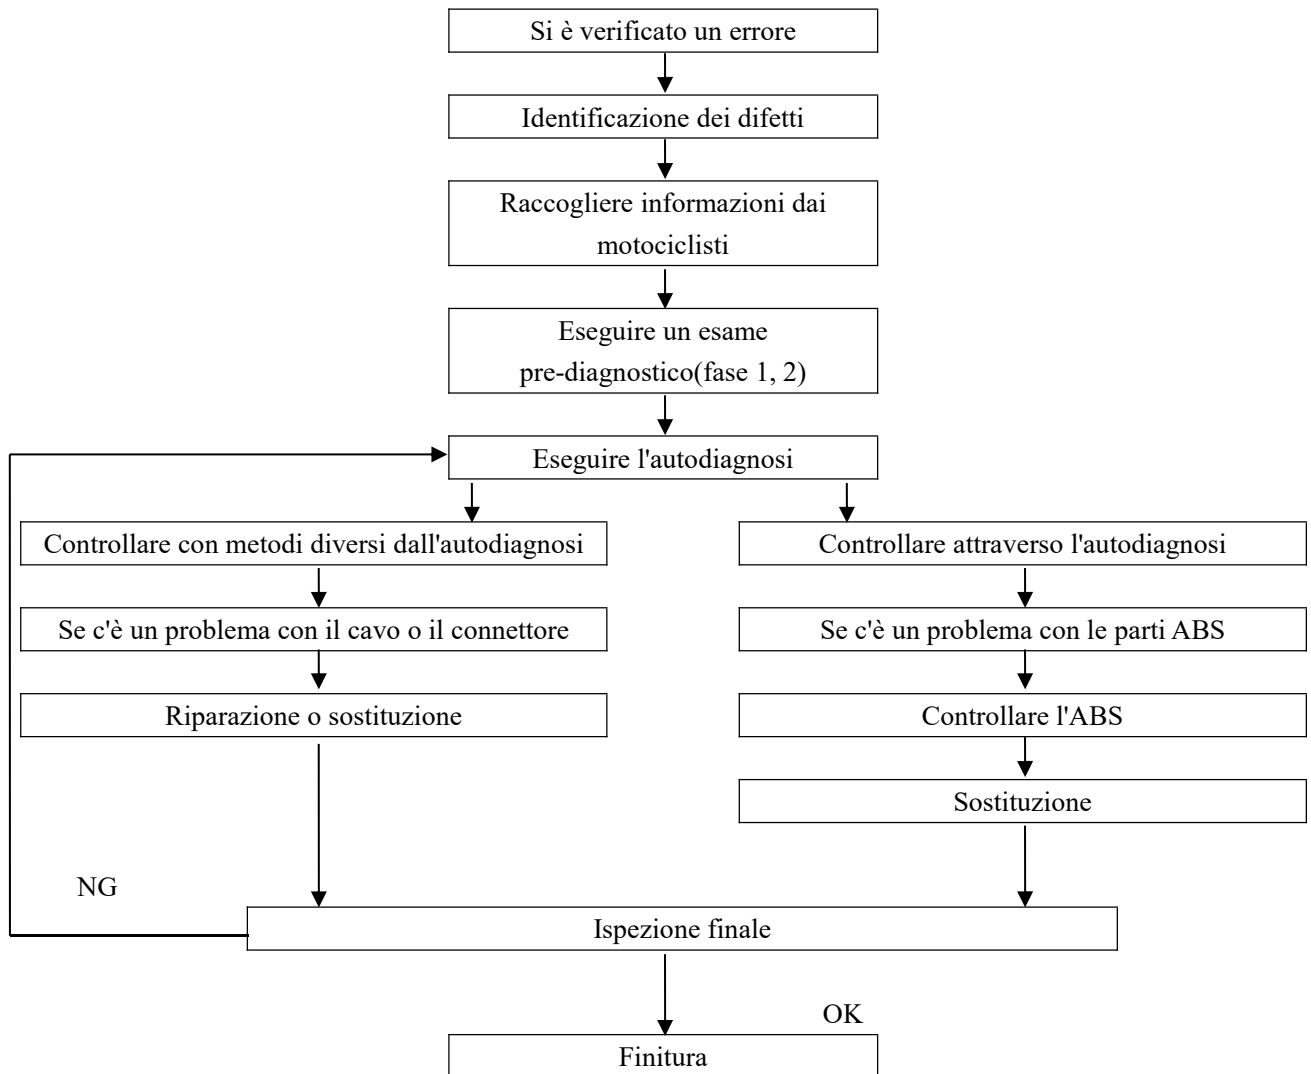 Si è verificato un errore
Identificazione dei difetti
Raccogliere informazioni dai
motociclisti
Eseguire un esame
pre-diagnostico(fase 1, 2)
Eseguire l'autodiagnosi
Controllare con metodi diversi dall'autodiagnosi
Controllare attraverso l'autodiagnosi
Se c'è un problema con il cavo o il connettore
Se c'è un problema con le parti ABS
Riparazione o sostituzione
Controllare l'ABS
Sostituzione
NG
Ispezione finale
OK
Finitura